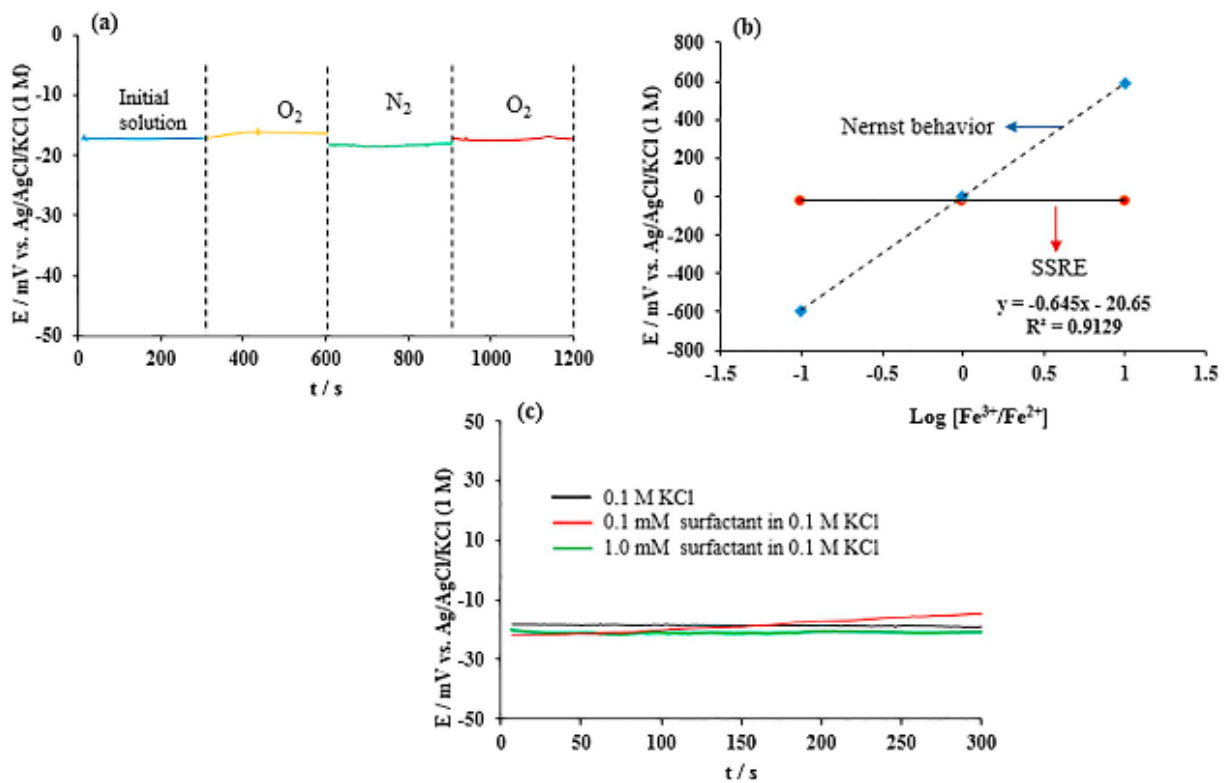 (a)
E / mV vs. Ag/AgCl/KCl (1 M)
0
-10
-20
-30
-40
-50
Initial
solution
O₂
N₂
O₂
0 200 400 600 800 1000 1200
t / s
(b)
E / mV vs. Ag/AgCl/KCl (1 M)
800
600
400
200
0
-200
-400
-600
-800
Nernst behavior
SSRE
y = -0.645x - 20.65
R² = 0.9129
-1.5 -1 -0.5 0 0.5 1 1.5
Log [Fe³⁺/Fe²⁺]
(c)
E / mV vs. Ag/AgCl/KCl (1 M)
50
30
10
-10
-30
-50
0.1 M KCl
0.1 mM surfactant in 0.1 M KCl
1.0 mM surfactant in 0.1 M KCl
0 50 100 150 200 250 300
t / s